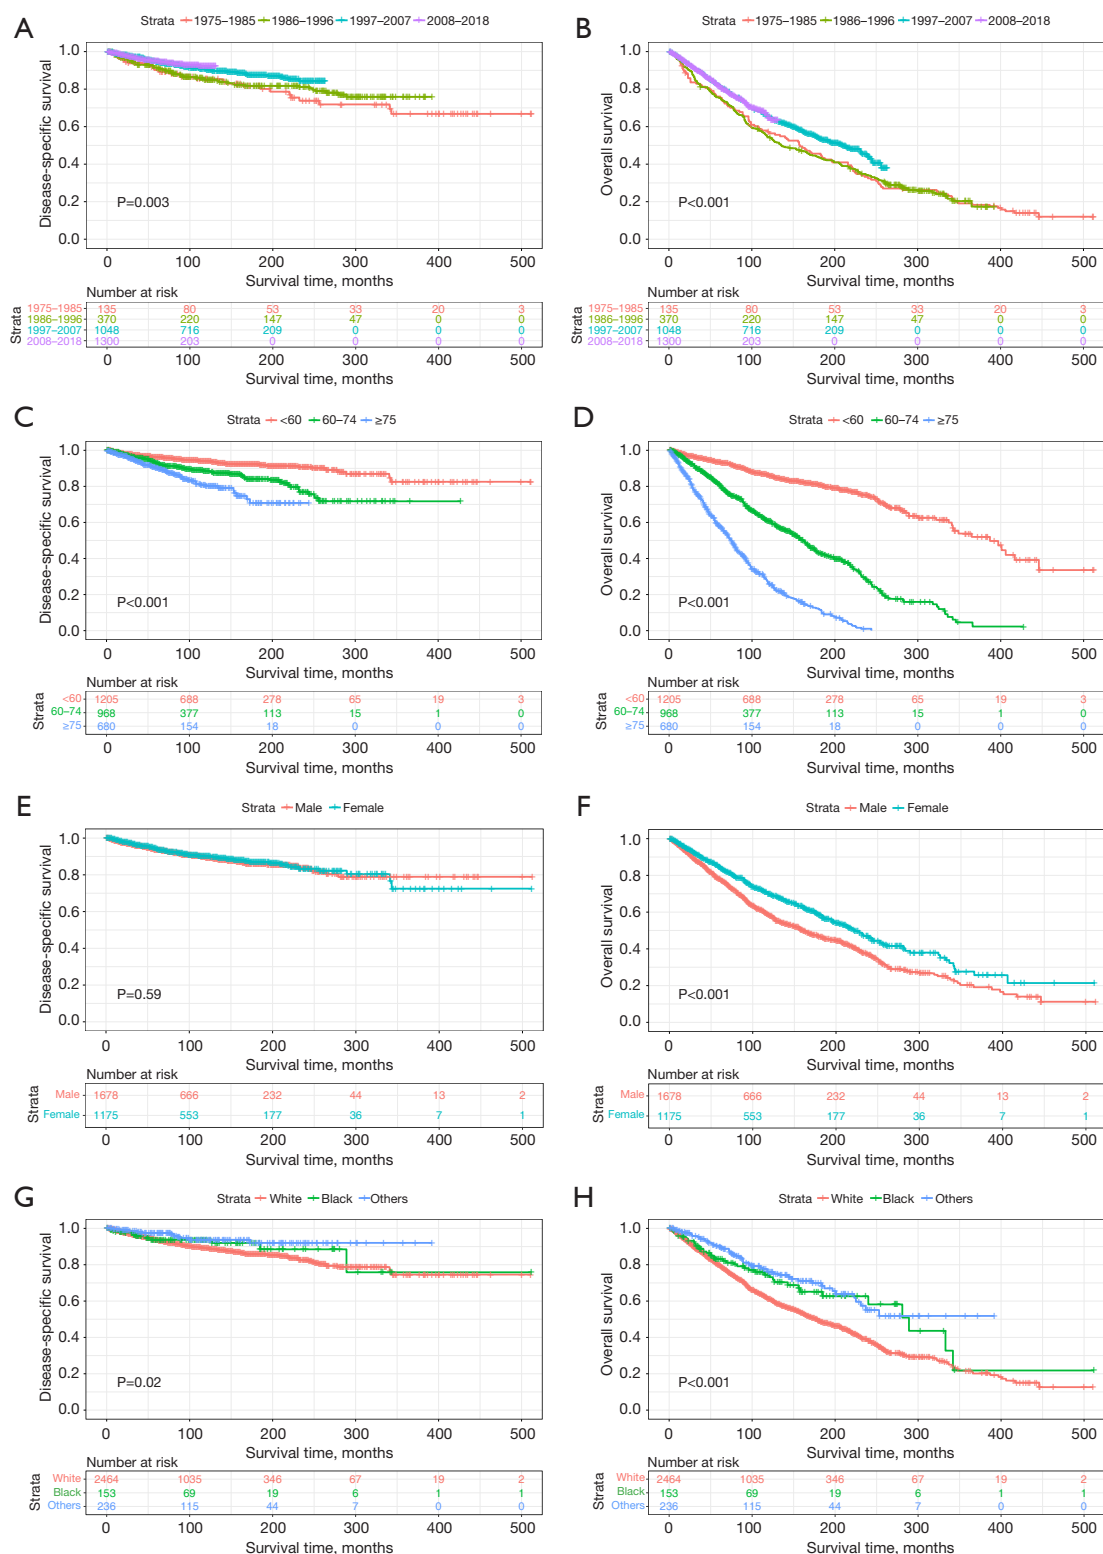 A
Strata 1975–1985 1986–1996 1997–2007 2008–2018
Disease-specific survival
1.0
0.8
0.6
0.4
0.2
0.0
P=0.003
0 100 200 300 400 500
Survival time, months
Number at risk
Strata
1975–1985 135 80 53 33 20 3
1986–1996 370 220 147 47 0 0
1997–2007 1048 716 209 0 0 0
2008–2018 1300 203 0 0 0 0
0 100 200 300 400 500
Survival time, months
B
Strata 1975–1985 1986–1996 1997–2007 2008–2018
Overall survival
1.0
0.8
0.6
0.4
0.2
0.0
P<0.001
0 100 200 300 400 500
Survival time, months
Number at risk
Strata
1975–1985 135 80 53 33 20 3
1986–1996 370 220 147 47 0 0
1997–2007 1048 716 209 0 0 0
2008–2018 1300 203 0 0 0 0
0 100 200 300 400 500
Survival time, months
C
Strata <60 60–74 ≥75
Disease-specific survival
1.0
0.8
0.6
0.4
0.2
0.0
P<0.001
0 100 200 300 400 500
Survival time, months
Number at risk
Strata
<60 1205 688 278 65 19 3
60–74 968 377 113 15 1 0
≥75 680 154 18 0 0 0
0 100 200 300 400 500
Survival time, months
D
Strata <60 60–74 ≥75
Overall survival
1.0
0.8
0.6
0.4
0.2
0.0
P<0.001
0 100 200 300 400 500
Survival time, months
Number at risk
Strata
<60 1205 688 278 65 19 3
60–74 968 377 113 15 1 0
≥75 680 154 18 0 0 0
0 100 200 300 400 500
Survival time, months
E
Strata Male Female
Disease-specific survival
1.0
0.8
0.6
0.4
0.2
0.0
P=0.59
0 100 200 300 400 500
Survival time, months
Number at risk
Strata
Male 1678 666 232 44 13 2
Female 1175 553 177 36 7 1
0 100 200 300 400 500
Survival time, months
F
Strata Male Female
Overall survival
1.0
0.8
0.6
0.4
0.2
0.0
P<0.001
0 100 200 300 400 500
Survival time, months
Number at risk
Strata
Male 1678 666 232 44 13 2
Female 1175 553 177 36 7 1
0 100 200 300 400 500
Survival time, months
G
Strata White Black Others
Disease-specific survival
1.0
0.8
0.6
0.4
0.2
0.0
P=0.02
0 100 200 300 400 500
Survival time, months
Number at risk
Strata
White 2464 1035 346 67 19 2
Black 153 69 19 6 1 1
Others 236 115 44 7 0 0
0 100 200 300 400 500
Survival time, months
H
Strata White Black Others
Overall survival
1.0
0.8
0.6
0.4
0.2
0.0
P<0.001
0 100 200 300 400 500
Survival time, months
Number at risk
Strata
White 2464 1035 346 67 19 2
Black 153 69 19 6 1 1
Others 236 115 44 7 0 0
0 100 200 300 400 500
Survival time, months